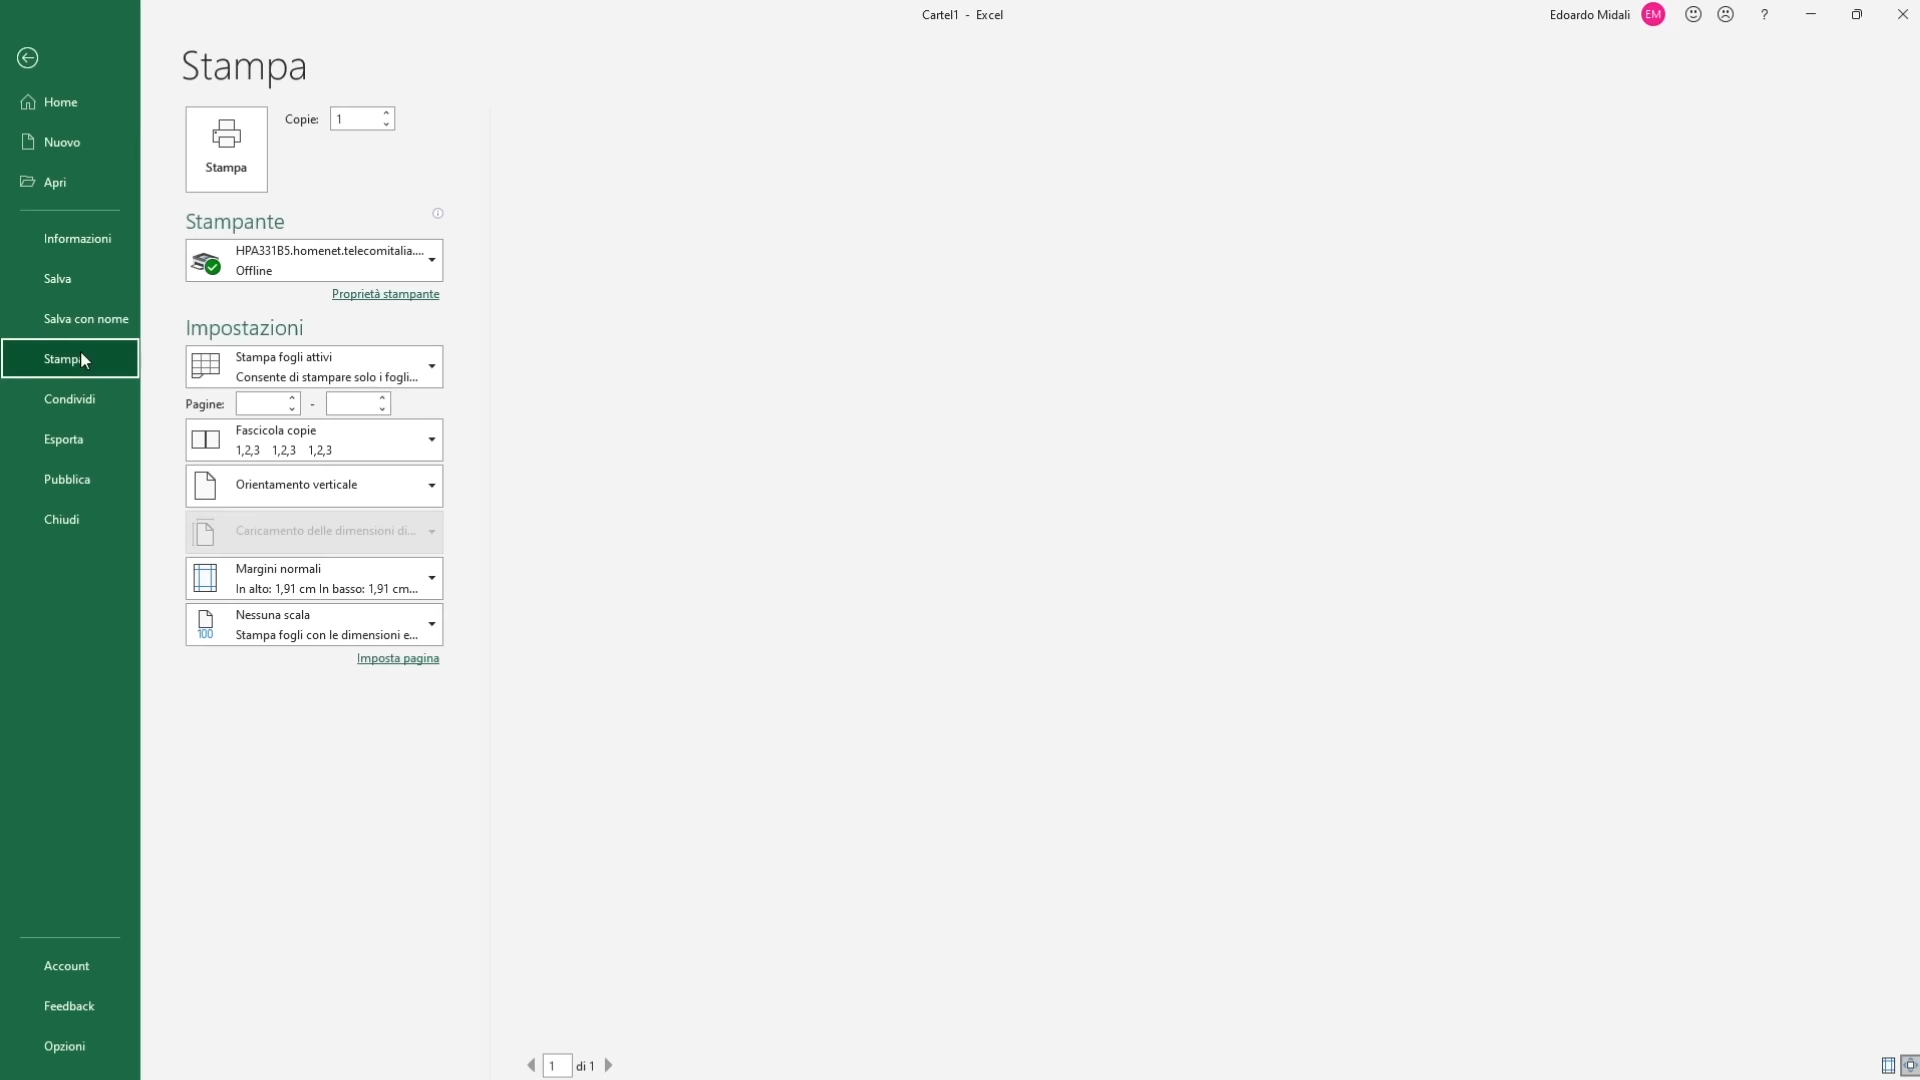 Cartel1 - Excel
Edoardo Midali EM
?
Home
Nuovo
Apri
Informazioni
Salva
Salva con nome
Stampa
Condividi
Esporta
Pubblica
Chiudi
Account
Feedback
Opzioni
Stampa
Stampa
Copie: 1
Stampante
HPA331B5.homenet.telecomitalia....
Offline
Proprietà stampante
Impostazioni
Stampa fogli attivi
Consente di stampare solo i fogli...
Pagine: -
Fascicola copie
1,2,3 1,2,3 1,2,3
Orientamento verticale
Caricamento delle dimensioni di...
Margini normali
In alto: 1,91 cm In basso: 1,91 cm...
Nessuna scala
100
Stampa fogli con le dimensioni e...
Imposta pagina
1 di 1